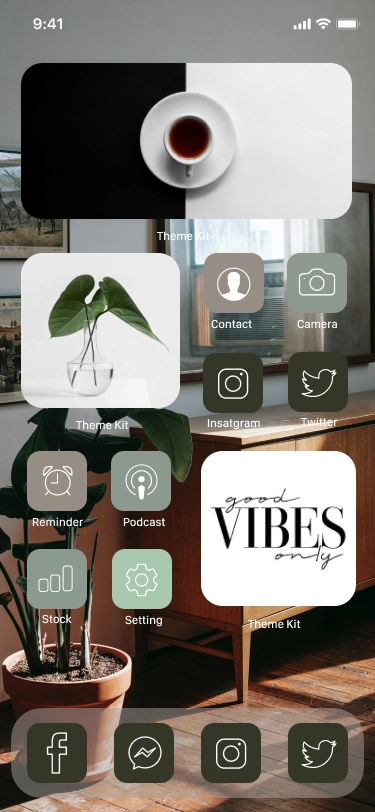 9:41
Theme Kit
Contact
Camera
Theme Kit
Insatgram
Twitter
Reminder
Podcast
good
VIBES
only
Stock
Setting
Theme Kit